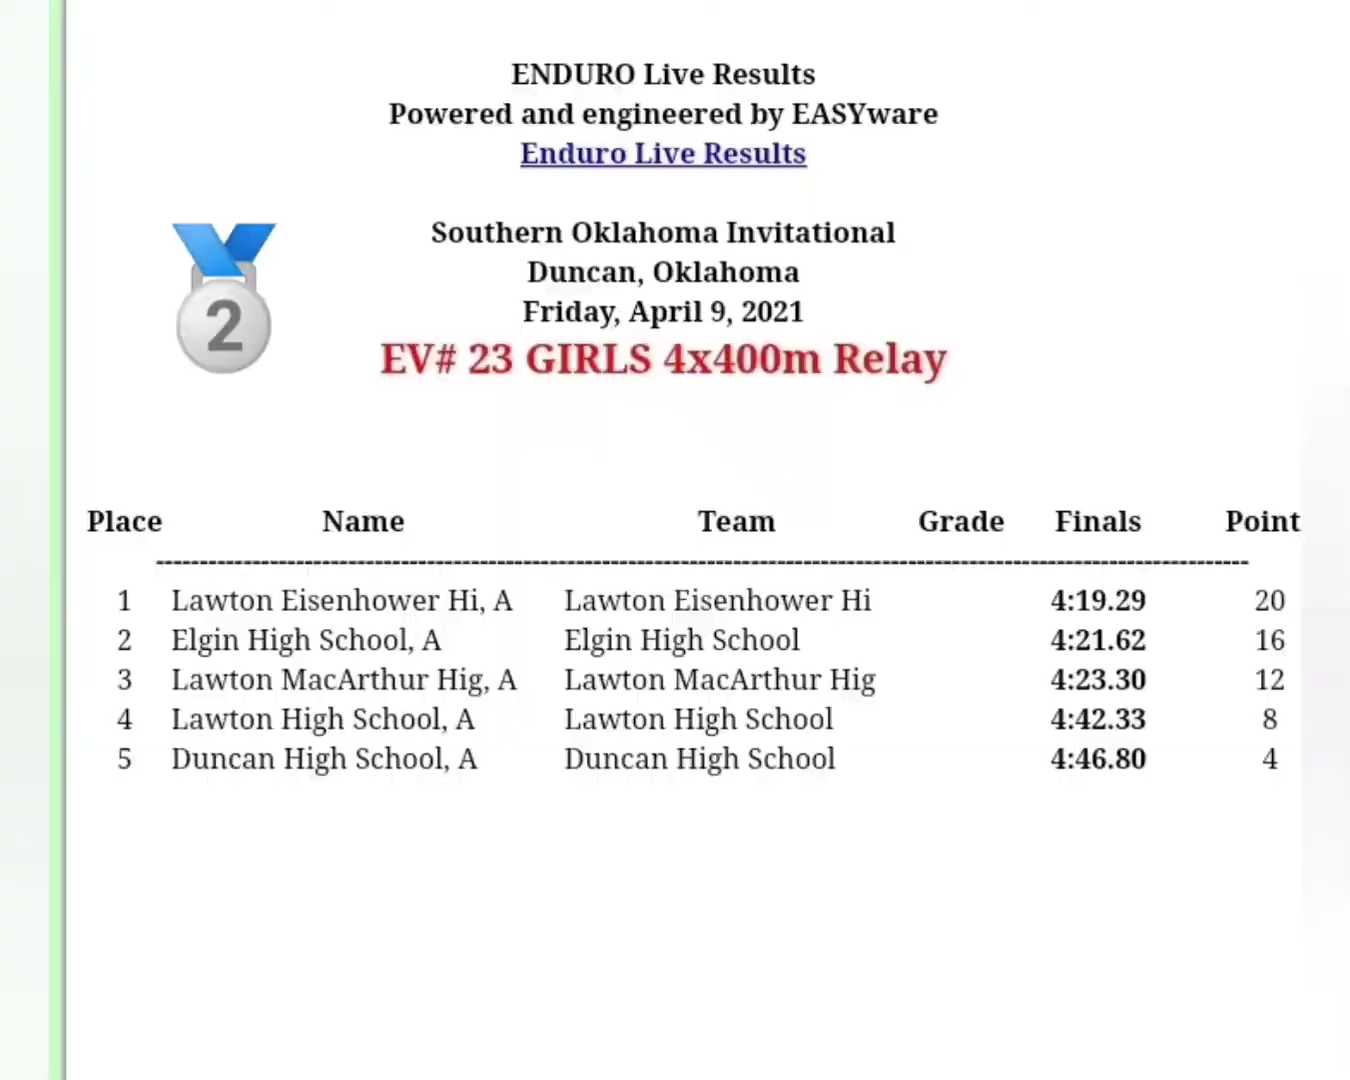 ENDURO Live Results
Powered and engineered by EASYware
Enduro Live Results
2
Southern Oklahoma Invitational
Duncan, Oklahoma
Friday, April 9, 2021
EV# 23 GIRLS 4x400m Relay
Place Name Team Grade Finals Point
1 Lawton Eisenhower Hi, A Lawton Eisenhower Hi 4:19.29 20
2 Elgin High School, A Elgin High School 4:21.62 16
3 Lawton MacArthur Hig, A Lawton MacArthur Hig 4:23.30 12
4 Lawton High School, A Lawton High School 4:42.33 8
5 Duncan High School, A Duncan High School 4:46.80 4